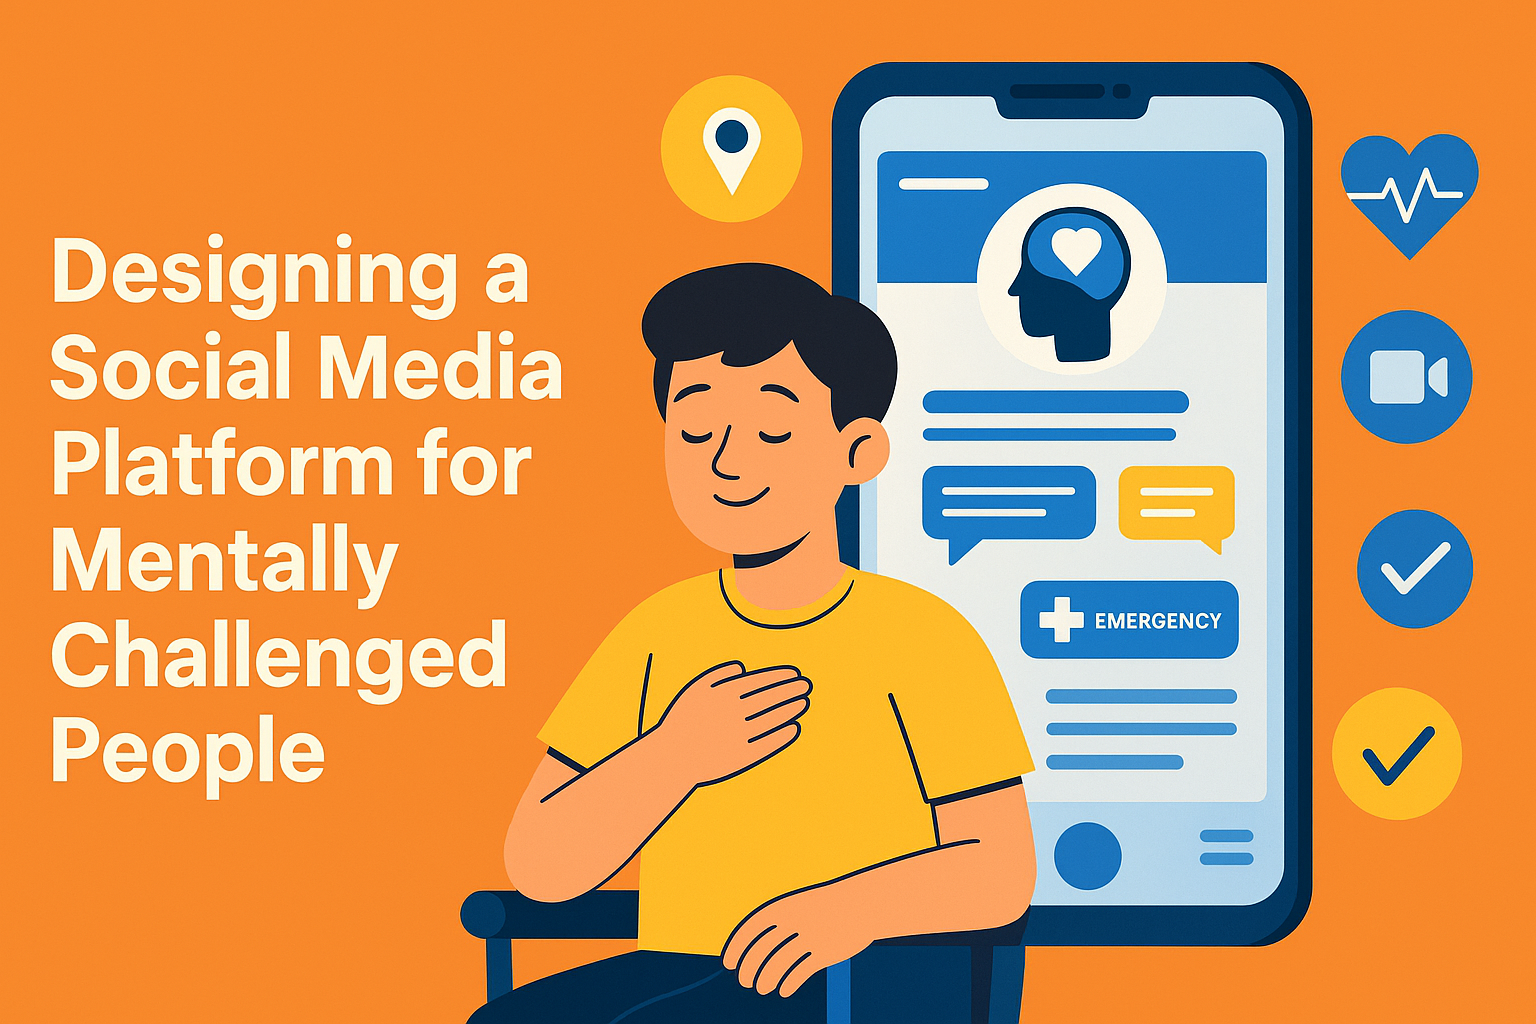 Designing a
Social Media
Platform for
Mentally
Challenged
People
EMERGENCY